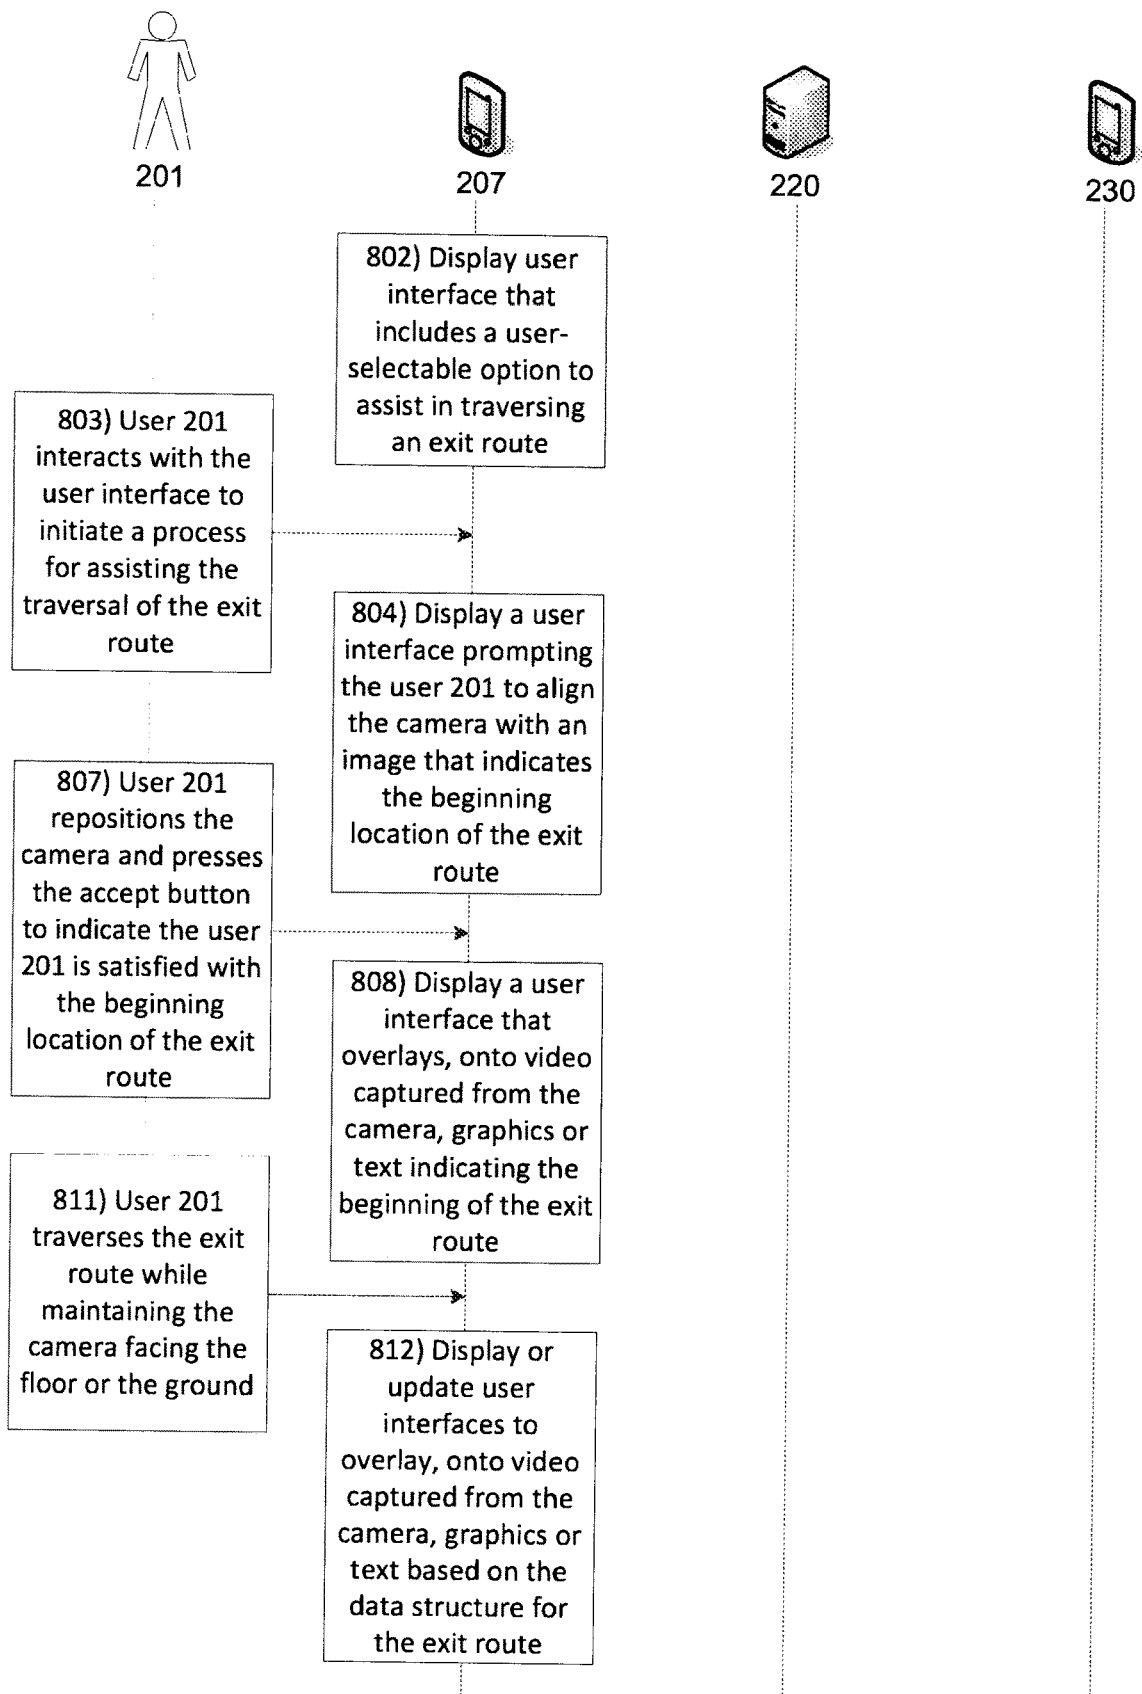 201
207
220
230
802) Display user
interface that
includes a user-
selectable option to
assist in traversing
an exit route
803) User 201
interacts with the
user interface to
initiate a process
for assisting the
traversal of the exit
route
804) Display a user
interface prompting
the user 201 to align
the camera with an
image that indicates
the beginning
location of the exit
route
807) User 201
repositions the
camera and presses
the accept button
to indicate the user
201 is satisfied with
the beginning
location of the exit
route
808) Display a user
interface that
overlays, onto video
captured from the
camera, graphics or
text indicating the
beginning of the exit
route
811) User 201
traverses the exit
route while
maintaining the
camera facing the
floor or the ground
812) Display or
update user
interfaces to
overlay, onto video
captured from the
camera, graphics or
text based on the
data structure for
the exit route